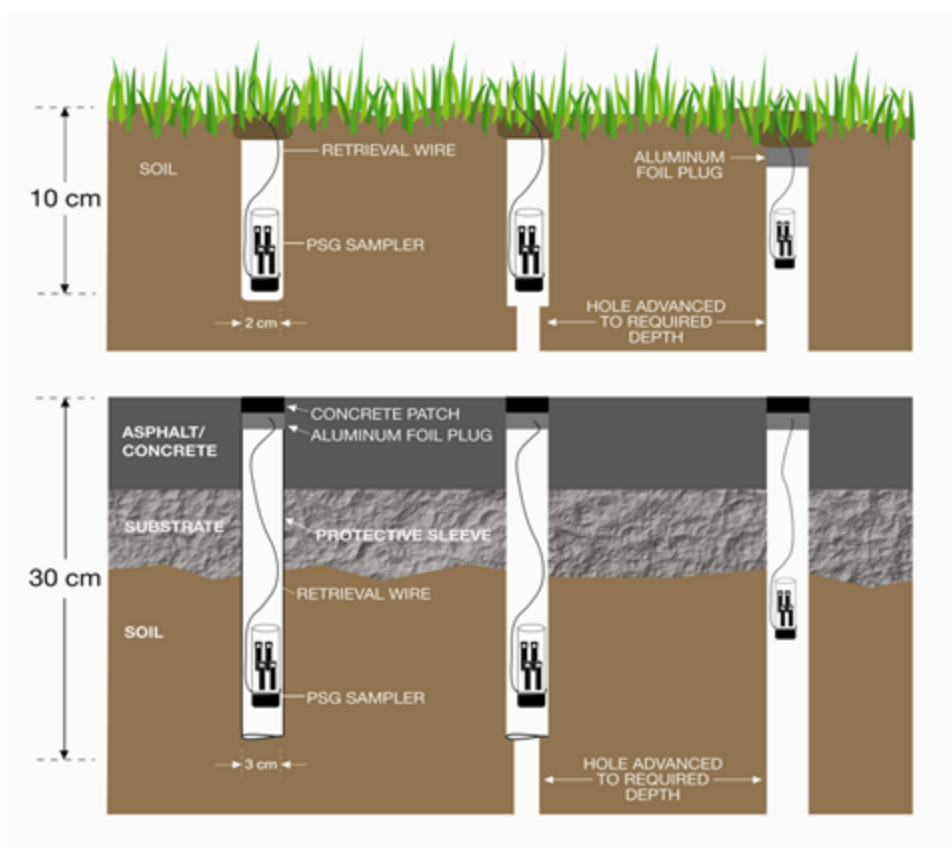 RETRIEVAL WIRE
SOIL
ALUMINUM
FOIL PLUG
10 cm
PSG SAMPLER
2 cm
HOLE ADVANCED
TO REQUIRED
DEPTH
CONCRETE PATCH
ALUMINUM FOIL PLUG
ASPHALT/
CONCRETE
SUBSTRATE
PROTECTIVE SLEEVE
30 cm
RETRIEVAL WIRE
SOIL
PSG SAMPLER
3 cm
HOLE ADVANCED
TO REQUIRED
DEPTH